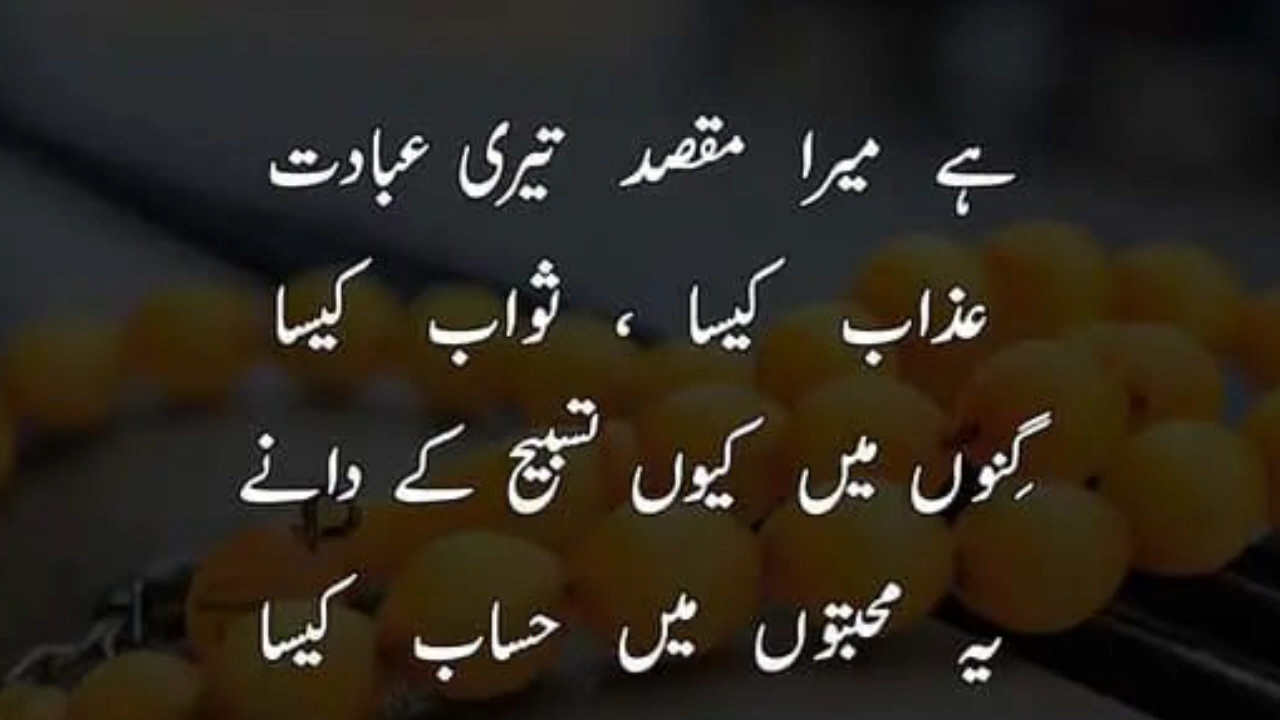 ہے میرا مقصد تیری عبادت
عذاب کیسا ، ثواب کیسا
گِنوں میں کیوں تسبیح کے دانے
یہ محبتوں میں حساب کیسا